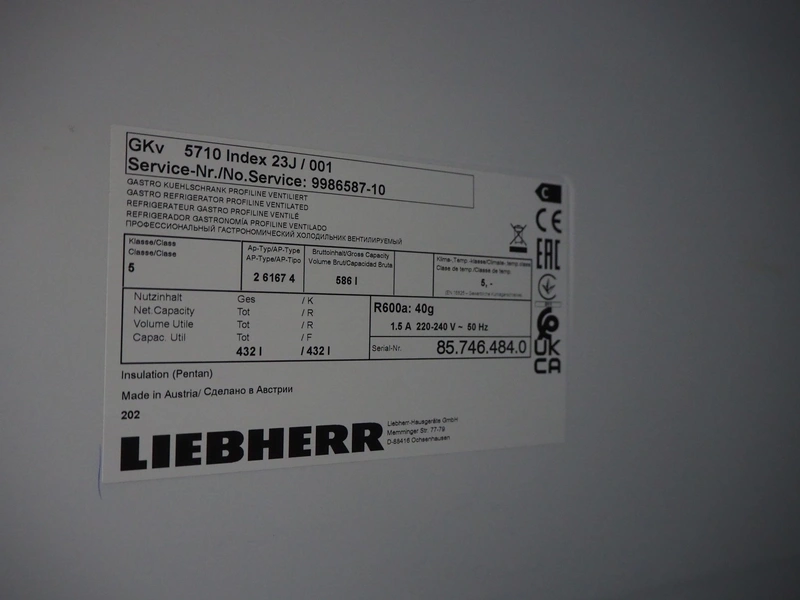 GKv 5710 Index 23J / 001
Service-Nr./No.Service: 9986587-10
GASTRO KUEHLSCHRANK PROFILINE VENTILIERT
GASTRO REFRIGERATOR PROFILINE VENTILATED
REFRIGERATEUR GASTRO PROFILINE VENTILÉ
REFRIGERADOR GASTRONOMÍA PROFILINE VENTILADO
ПРОФЕССИОНАЛЬНЫЙ ГАСТРОНОМИЧЕСКИЙ ХОЛОДИЛЬНИК ВЕНТИЛИРУЕМЫЙ
C
CE
EAC
UK
CA
Klasse/Class
Classe/Clase:
5
Ap-Typ/AP-Type
AP-Type/AP-Tipo
2 6167 4
Bruttoinhalt/Gross Capacity
Volume Brut/Capacidad Brute
586 l
Klima-Temp.-klasse/Climate-temp.class
Class de temp./Classe de temp.
5, -
Nutzinhalt Ges / K
Net.Capacity Tot / R
Volume Utile Tot / R
Capac. Util Tot / F
432 l / 432 l
R600a: 40g
1.5 A 220-240 V ~ 50 Hz
Serial-Nr. 85.746.484.0
Insulation (Pentan)
Made in Austria/ Сделано в Австрии
202
LIEBHERR
Liebherr-Hausgeräte GmbH
Memminger Str. 77-79
D-88416 Ochsenhausen